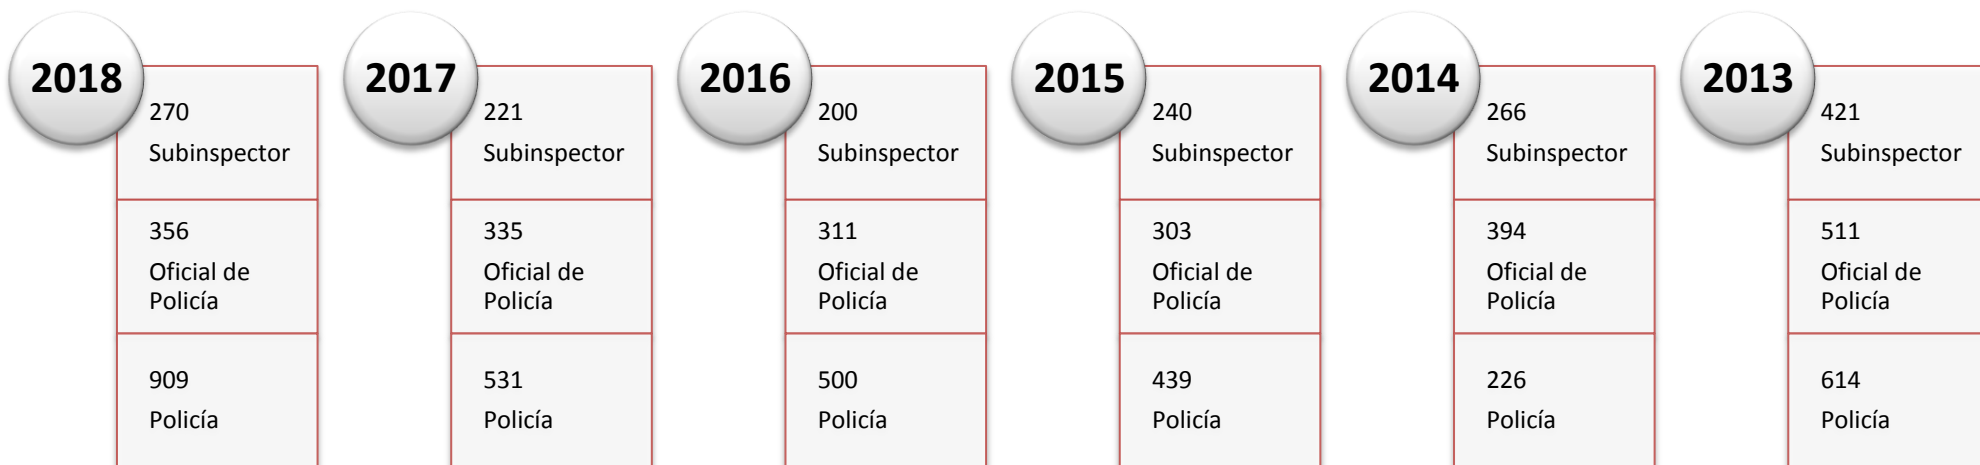 2018
270
Subinspector
356
Oficial de
Policía
909
Policía
2017
221
Subinspector
335
Oficial de
Policía
531
Policía
2016
200
Subinspector
311
Oficial de
Policía
500
Policía
2015
240
Subinspector
303
Oficial de
Policía
439
Policía
2014
266
Subinspector
394
Oficial de
Policía
226
Policía
2013
421
Subinspector
511
Oficial de
Policía
614
Policía